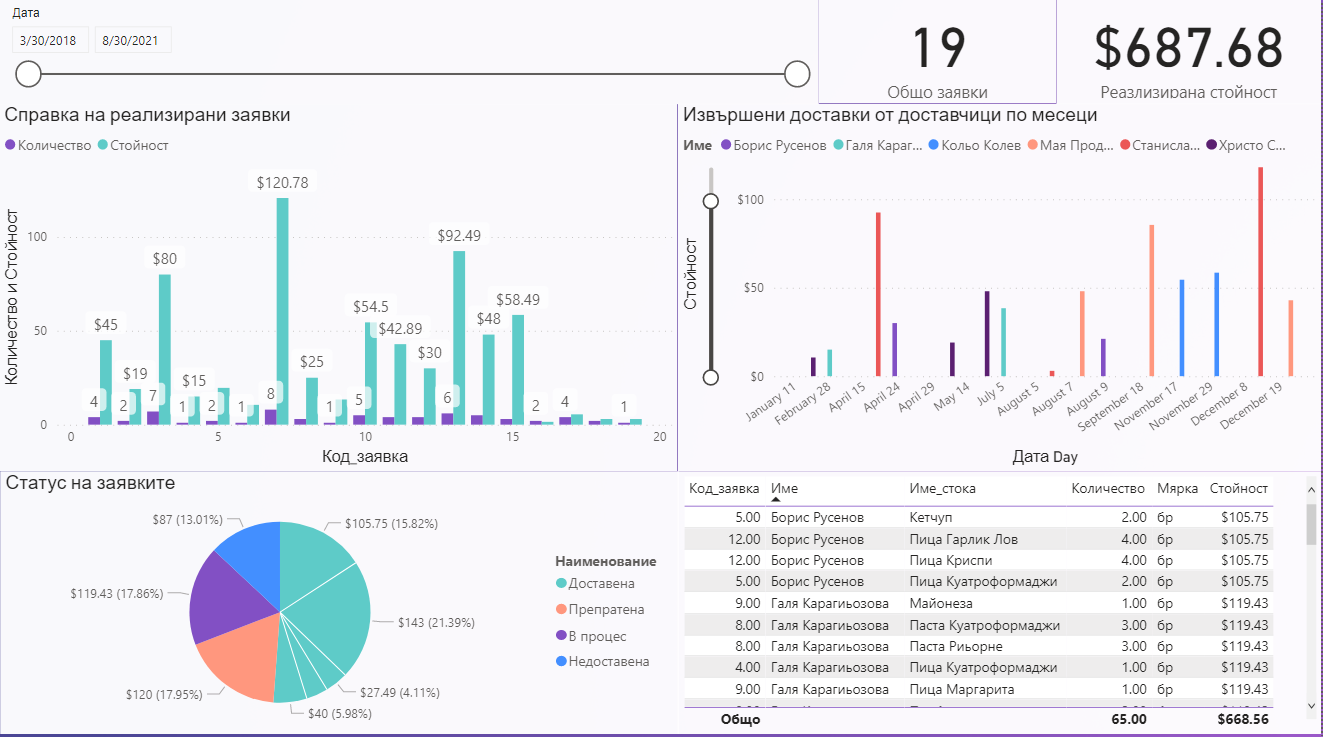 Дата
3/30/2018 8/30/2021
19
Общо заявки
$687.68
Реазлизирана стойност
Справка на реализирани заявки
Количество Стойност
Количество и Стойност
100
50
0
$45
$19
$80
$15
$120.78
$25
$54.5
$42.89
$30
$92.49
$48
$58.49
4 2 7 1 2 1 8 1 5 6 2 4 1
0 5 10 15 20
Код_заявка
Извършени доставки от доставчици по месеци
Име Борис Русенов Галя Караг... Кольо Колев Мая Прод... Станисла... Христо С...
Стойност
$100
$50
$0
January 11 February 28 April 15 April 24 April 29 May 14 July 5 August 5 August 7 August 9 September 18 November 17 November 29 December 8 December 19
Дата Day
Статус на заявките
$87 (13.01%)
$105.75 (15.82%)
$119.43 (17.86%)
$143 (21.39%)
$120 (17.95%)
$27.49 (4.11%)
$40 (5.98%)
Наименование
Доставена
Препратена
В процес
Недоставена
Код_заявка Име Име_стока Количество Мярка Стойност
5.00 Борис Русенов Кетчуп 2.00 бр $105.75
12.00 Борис Русенов Пица Гарлик Лов 4.00 бр $105.75
12.00 Борис Русенов Пица Криспи 4.00 бр $105.75
5.00 Борис Русенов Пица Куатроформаджи 2.00 бр $105.75
9.00 Галя Карагиьозова Майонеза 1.00 бр $119.43
8.00 Галя Карагиьозова Паста Куатроформаджи 3.00 бр $119.43
8.00 Галя Карагиьозова Паста Риьорне 3.00 бр $119.43
4.00 Галя Карагиьозова Пица Куатроформаджи 1.00 бр $119.43
9.00 Галя Карагиьозова Пица Маргарита 1.00 бр $119.43
Общо 65.00 $668.56